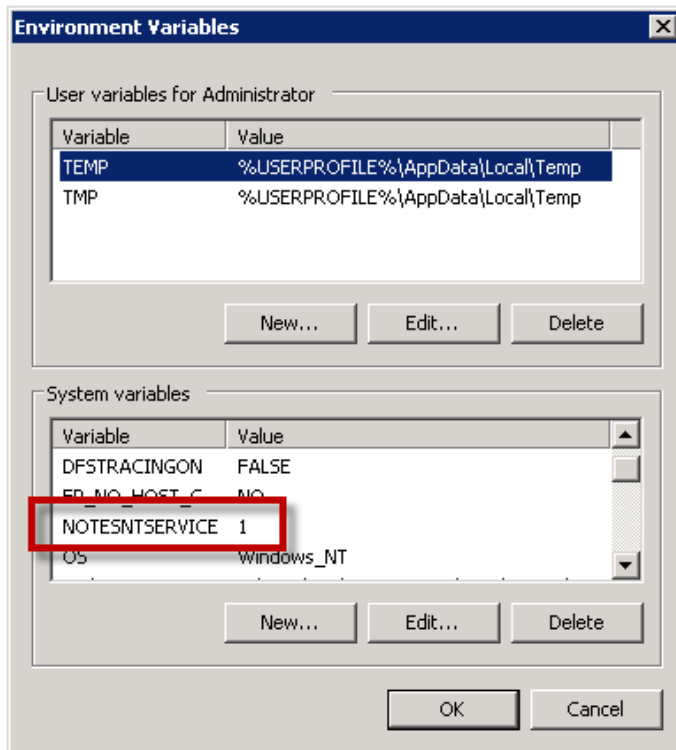 Environment Variables
User variables for Administrator
Variable Value
TEMP %USERPROFILE%\AppData\Local\Temp
TMP %USERPROFILE%\AppData\Local\Temp
New... Edit... Delete
System variables
Variable Value
DFSTRACINGON FALSE
FP_NO_HOST_C... NO
NOTESNTSERVICE 1
OS Windows_NT
New... Edit... Delete
OK Cancel